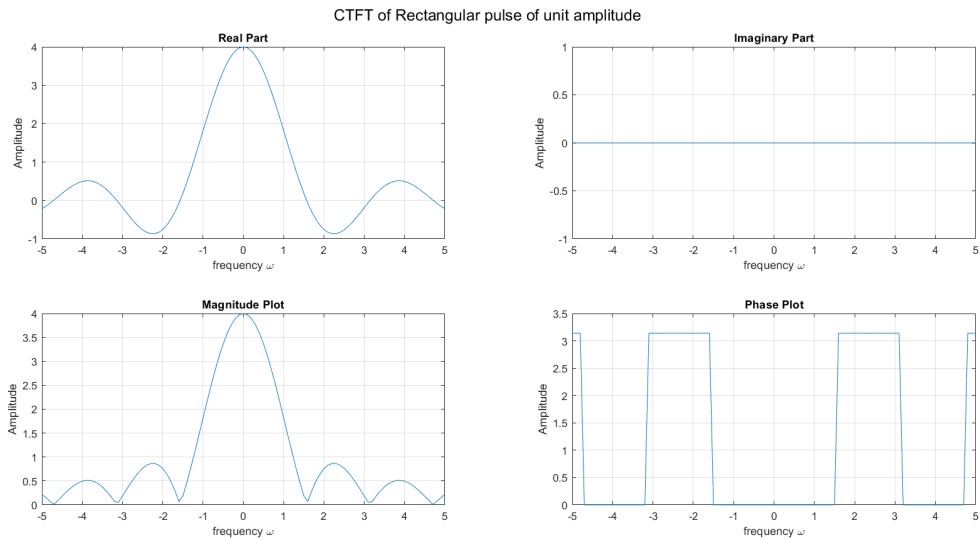 CTFT of Rectangular pulse of unit amplitude
Real Part
Amplitude
4
3
2
1
0
-1
-5 -4 -3 -2 -1 0 1 2 3 4 5
frequency ω
Imaginary Part
Amplitude
1
0.5
0
-0.5
-1
-5 -4 -3 -2 -1 0 1 2 3 4 5
frequency ω
Magnitude Plot
Amplitude
4
3.5
3
2.5
2
1.5
1
0.5
0
-5 -4 -3 -2 -1 0 1 2 3 4 5
frequency ω
Phase Plot
Amplitude
3.5
3
2.5
2
1.5
1
0.5
0
-5 -4 -3 -2 -1 0 1 2 3 4 5
frequency ω